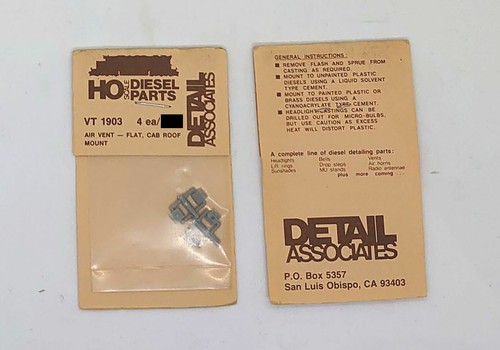 HO SCALE DIESEL PARTS
DETAIL ASSOCIATES
VT 1903 4 ea/
AIR VENT — FLAT, CAB ROOF
MOUNT
GENERAL INSTRUCTIONS:
■ REMOVE FLASH AND SPRUE FROM
CASTING AS REQUIRED.
■ MOUNT TO UNPAINTED PLASTIC
DIESELS USING A LIQUID SOLVENT
TYPE CEMENT.
■ MOUNT TO PAINTED PLASTIC OR
BRASS DIESELS USING A
CYANOACRYLATE TYPE CEMENT.
■ HEADLIGHT CASTINGS CAN BE
DRILLED OUT FOR MICRO-BULBS,
BUT USE CAUTION AS EXCESS
HEAT WILL DISTORT PLASTIC.
A complete line of diesel detailing parts:
Headlights Bells Vents
Lift rings Drop steps Air horns
Sunshades MU stands Radio antennae
plus more coming . . .
DETAIL
ASSOCIATES
P.O. Box 5357
San Luis Obispo, CA 93403